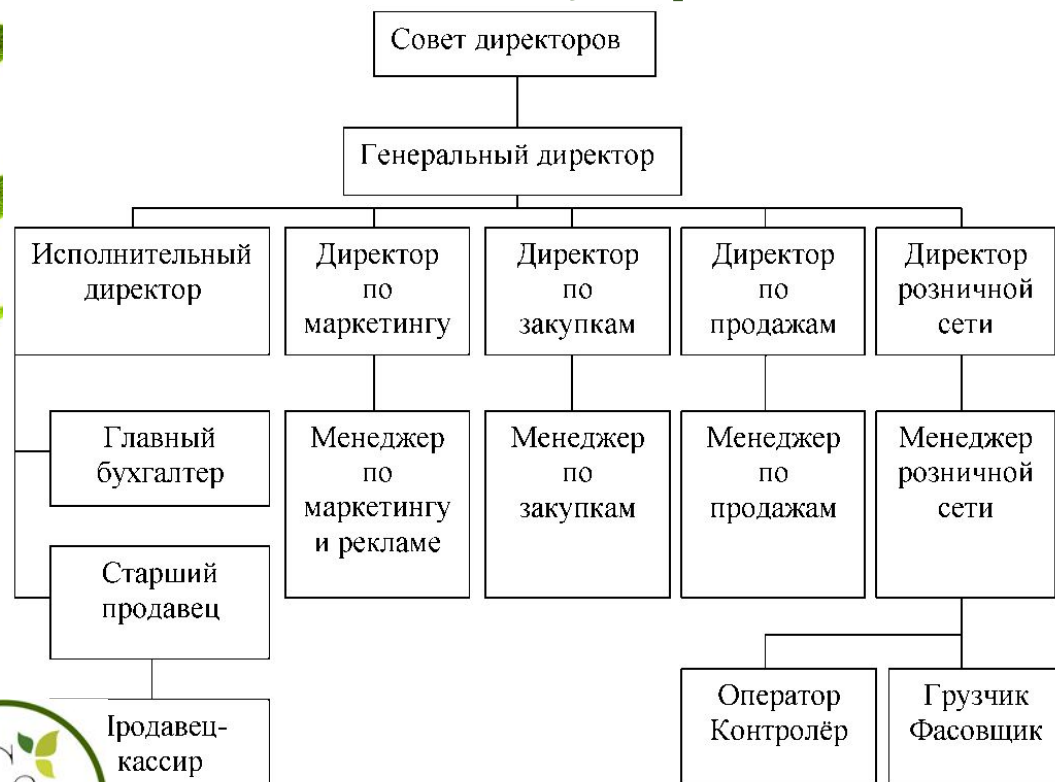 Совет директоров
Генеральный директор
Исполнительный
директор
Директор
по
маркетингу
Директор
по
закупкам
Директор
по
продажам
Директор
розничной
сети
Главный
бухгалтер
Менеджер
по
маркетингу
и рекламе
Менеджер
по
закупкам
Менеджер
по
продажам
Менеджер
розничной
сети
Старший
продавец
Продавец-
кассир
Оператор
Контролёр
Грузчик
Фасовщик